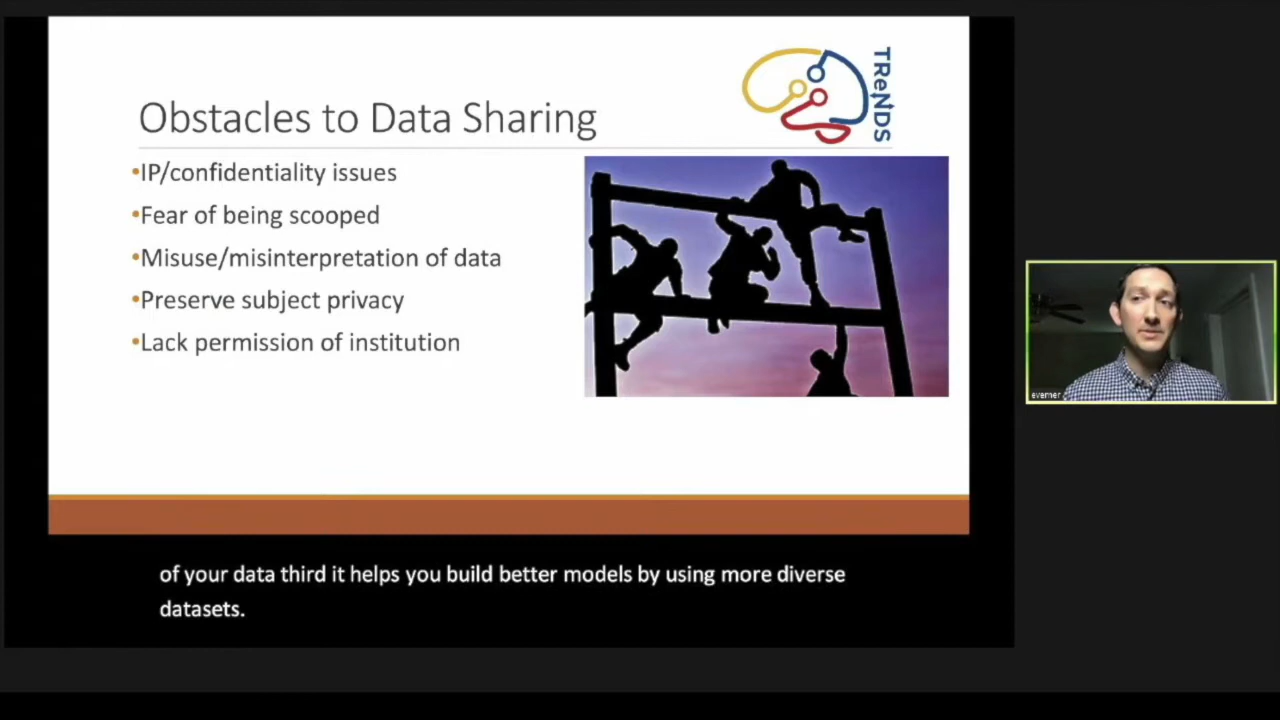 Obstacles to Data Sharing
TReNDS
•IP/confidentiality issues
•Fear of being scooped
•Misuse/misinterpretation of data
•Preserve subject privacy
•Lack permission of institution
everner
of your data third it helps you build better models by using more diverse
datasets.